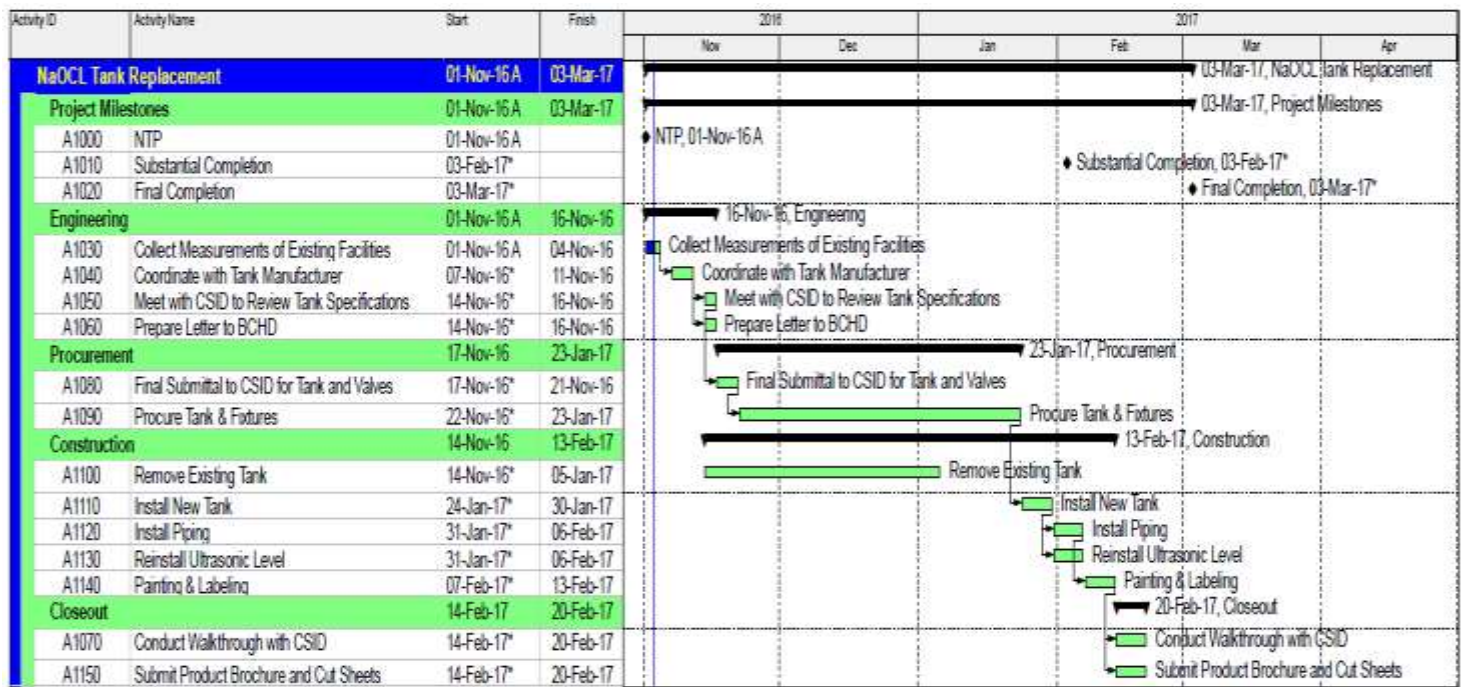 Activity ID Activity Name Start Finish 2016 2017
Nov Dec Jan Feb Mar Apr
NaOCL Tank Replacement 01-Nov-16 A 03-Mar-17 03-Mar-17, NaOCL Tank Replacement
Project Milestones 01-Nov-16 A 03-Mar-17 03-Mar-17, Project Milestones
A1000 NTP 01-Nov-16 A NTP, 01-Nov-16 A
A1010 Substantial Completion 03-Feb-17* Substantial Completion, 03-Feb-17*
A1020 Final Completion 03-Mar-17* Final Completion, 03-Mar-17*
Engineering 01-Nov-16 A 16-Nov-16 16-Nov-16, Engineering
A1030 Collect Measurements of Existing Facilities 01-Nov-16 A 04-Nov-16 Collect Measurements of Existing Facilities
A1040 Coordinate with Tank Manufacturer 07-Nov-16* 11-Nov-16 Coordinate with Tank Manufacturer
A1050 Meet with CSID to Review Tank Specifications 14-Nov-16* 16-Nov-16 Meet with CSID to Review Tank Specifications
A1060 Prepare Letter to BCHD 14-Nov-16* 16-Nov-16 Prepare Letter to BCHD
Procurement 17-Nov-16 23-Jan-17 23-Jan-17, Procurement
A1080 Final Submittal to CSID for Tank and Valves 17-Nov-16* 21-Nov-16 Final Submittal to CSID for Tank and Valves
A1090 Procure Tank & Fixtures 22-Nov-16* 23-Jan-17 Procure Tank & Fixtures
Construction 14-Nov-16 13-Feb-17 13-Feb-17, Construction
A1100 Remove Existing Tank 14-Nov-16* 05-Jan-17 Remove Existing Tank
A1110 Install New Tank 24-Jan-17* 30-Jan-17 Install New Tank
A1120 Install Piping 31-Jan-17* 06-Feb-17 Install Piping
A1130 Reinstall Ultrasonic Level 31-Jan-17* 06-Feb-17 Reinstall Ultrasonic Level
A1140 Painting & Labeling 07-Feb-17* 13-Feb-17 Painting & Labeling
Closeout 14-Feb-17 20-Feb-17 20-Feb-17, Closeout
A1070 Conduct Walkthrough with CSID 14-Feb-17* 20-Feb-17 Conduct Walkthrough with CSID
A1150 Submit Product Brochure and Cut Sheets 14-Feb-17* 20-Feb-17 Submit Product Brochure and Cut Sheets